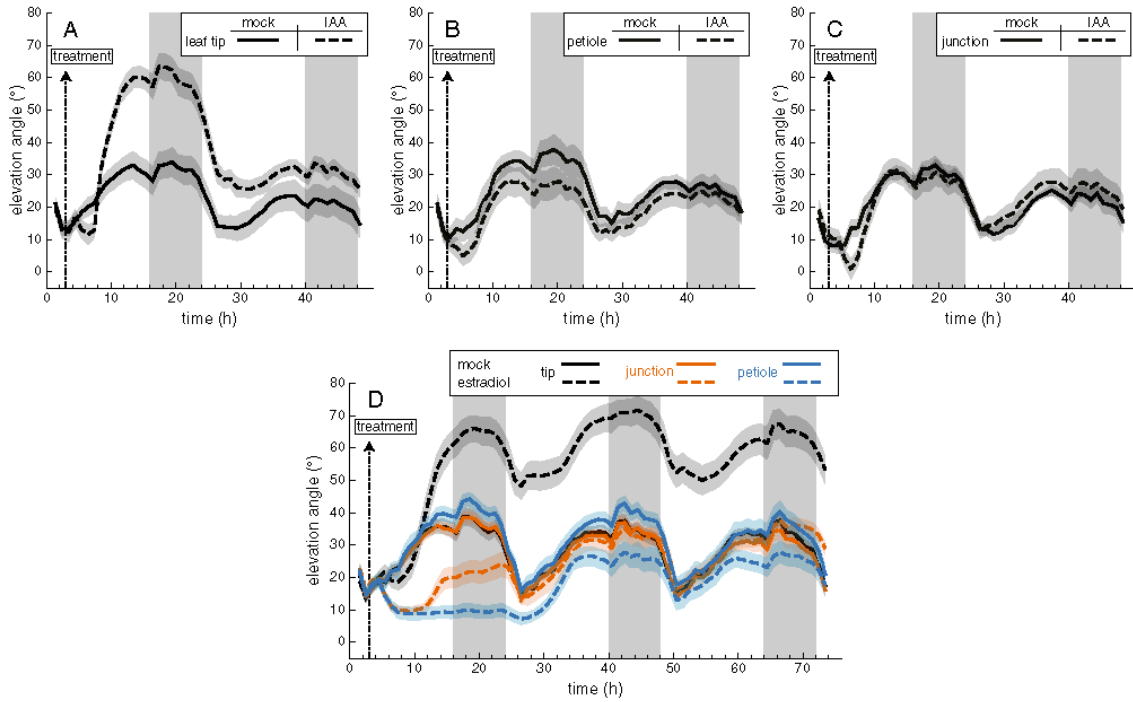 A
mock IAA
leaf tip
treatment
elevation angle (°)
80
70
60
50
40
30
20
10
0
0 10 20 30 40
time (h)
B
mock IAA
petiole
treatment
elevation angle (°)
80
70
60
50
40
30
20
10
0
0 10 20 30 40
time (h)
C
mock IAA
junction
treatment
elevation angle (°)
80
70
60
50
40
30
20
10
0
0 10 20 30 40
time (h)
D
mock
estradiol
tip junction petiole
treatment
elevation angle (°)
80
70
60
50
40
30
20
10
0
0 10 20 30 40 50 60 70
time (h)